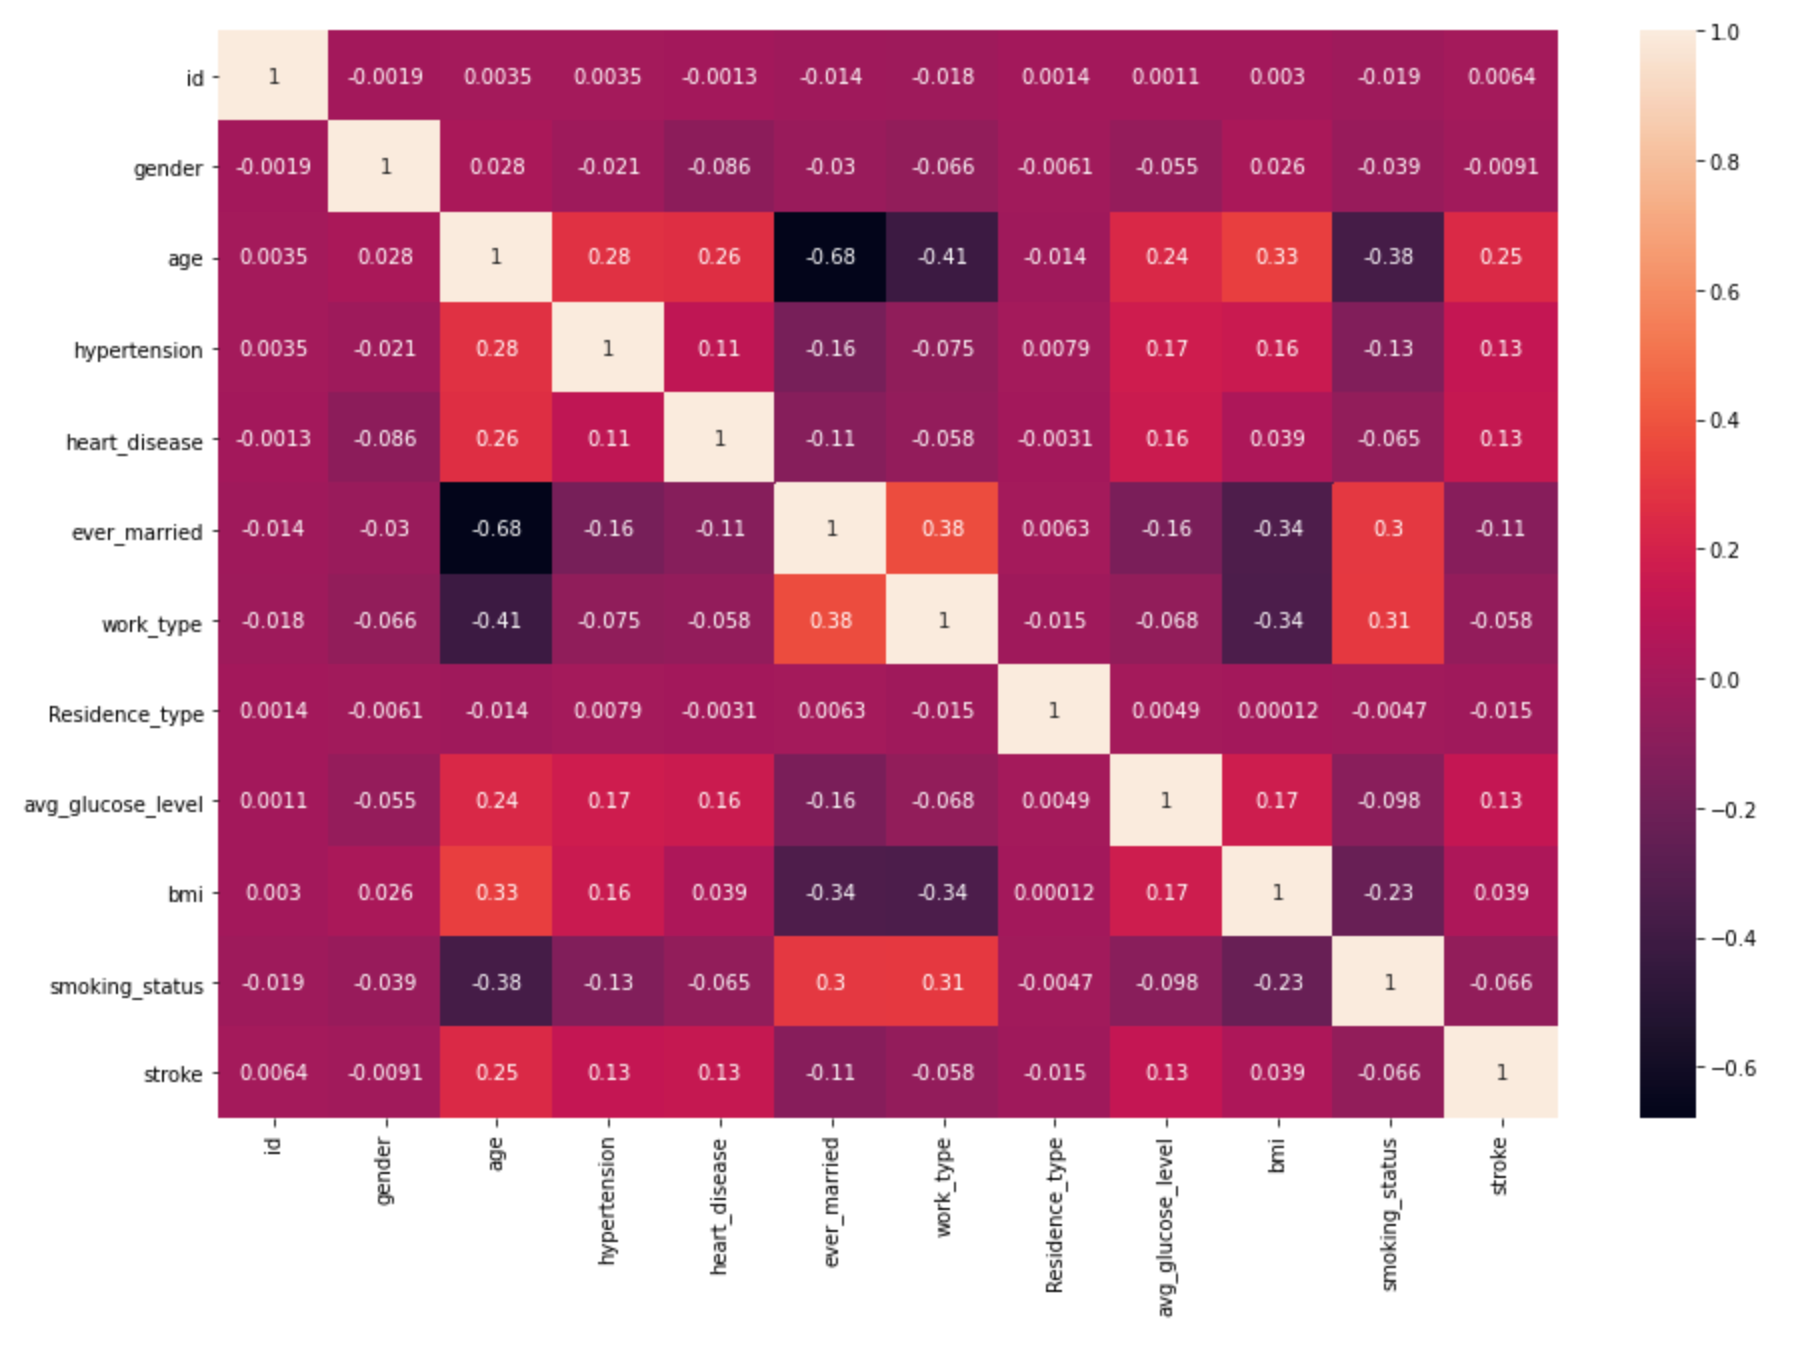 id 1 -0.0019 0.0035 0.0035 -0.0013 -0.014 -0.018 0.0014 0.0011 0.003 -0.019 0.0064
gender -0.0019 1 0.028 -0.021 -0.086 -0.03 -0.066 -0.0061 -0.055 0.026 -0.039 -0.0091
age 0.0035 0.028 1 0.28 0.26 -0.68 -0.41 -0.014 0.24 0.33 -0.38 0.25
hypertension 0.0035 -0.021 0.28 1 0.11 -0.16 -0.075 0.0079 0.17 0.16 -0.13 0.13
heart_disease -0.0013 -0.086 0.26 0.11 1 -0.11 -0.058 -0.0031 0.16 0.039 -0.065 0.13
ever_married -0.014 -0.03 -0.68 -0.16 -0.11 1 0.38 0.0063 -0.16 -0.34 0.3 -0.11
work_type -0.018 -0.066 -0.41 -0.075 -0.058 0.38 1 -0.015 -0.068 -0.34 0.31 -0.058
Residence_type 0.0014 -0.0061 -0.014 0.0079 -0.0031 0.0063 -0.015 1 0.0049 0.00012 -0.0047 -0.015
avg_glucose_level 0.0011 -0.055 0.24 0.17 0.16 -0.16 -0.068 0.0049 1 0.17 -0.098 0.13
bmi 0.003 0.026 0.33 0.16 0.039 -0.34 -0.34 0.00012 0.17 1 -0.23 0.039
smoking_status -0.019 -0.039 -0.38 -0.13 -0.065 0.3 0.31 -0.0047 -0.098 -0.23 1 -0.066
stroke 0.0064 -0.0091 0.25 0.13 0.13 -0.11 -0.058 -0.015 0.13 0.039 -0.066 1
id
gender
age
hypertension
heart_disease
ever_married
work_type
Residence_type
avg_glucose_level
bmi
smoking_status
stroke
1.0
0.8
0.6
0.4
0.2
0.0
−0.2
−0.4
−0.6